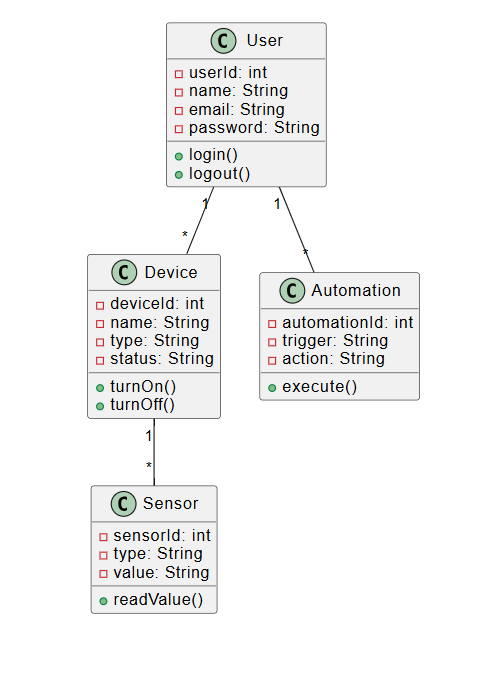 C User
userId: int
name: String
email: String
password: String
login()
logout()
1
1
*
*
C Device
deviceId: int
name: String
type: String
status: String
turnOn()
turnOff()
C Automation
automationId: int
trigger: String
action: String
execute()
1
*
C Sensor
sensorId: int
type: String
value: String
readValue()